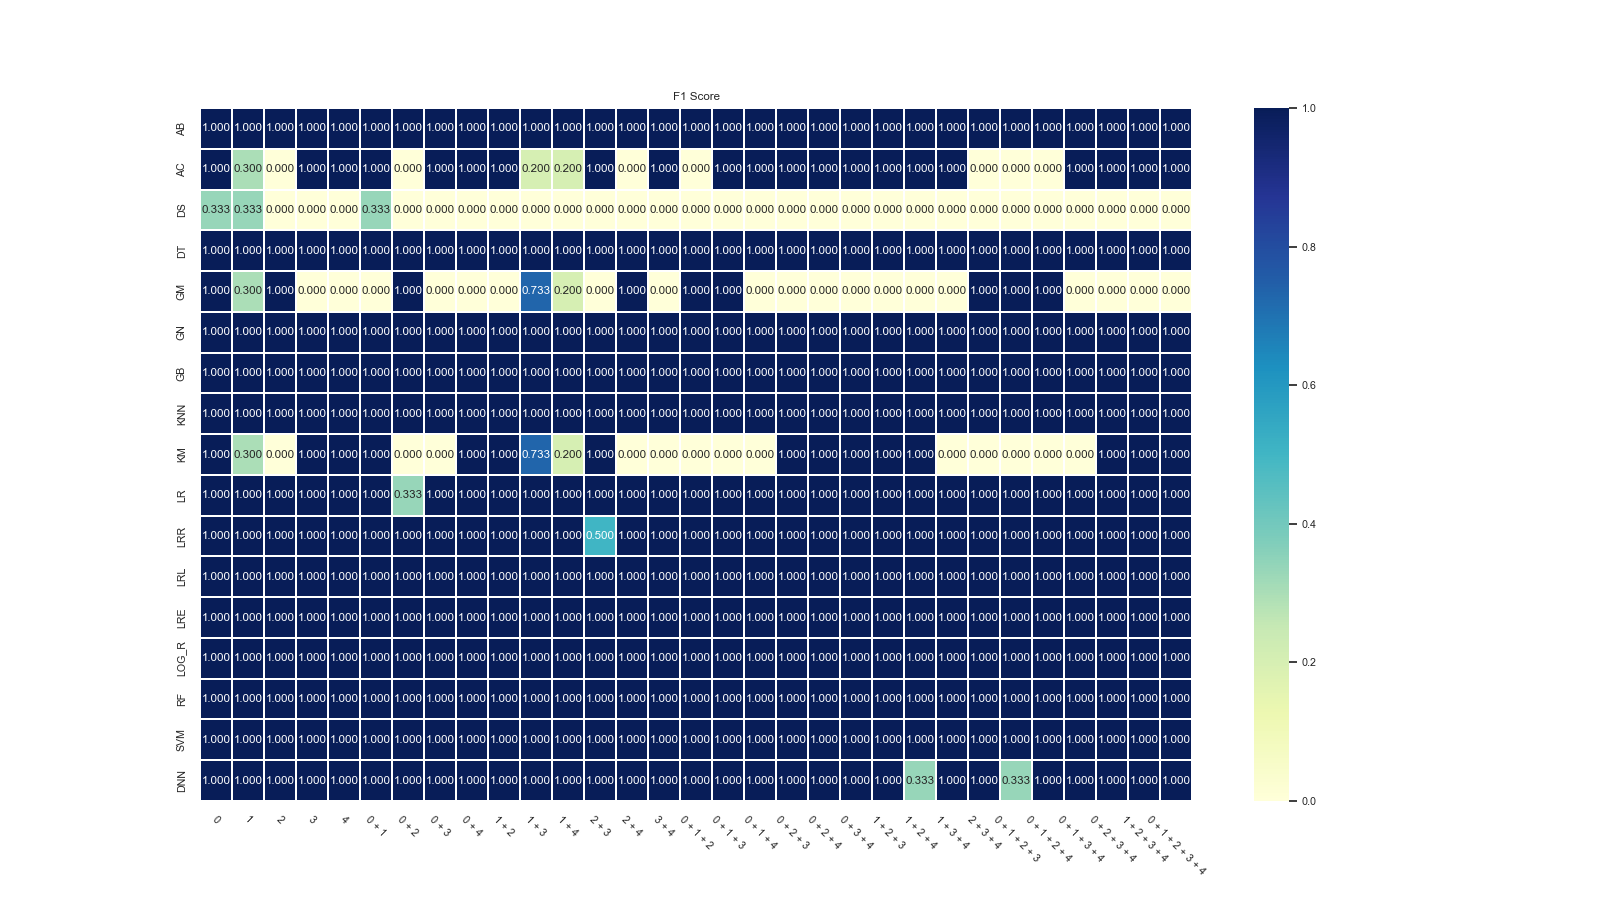 F1 Score
AB 1.000 1.000 1.000 1.000 1.000 1.000 1.000 1.000 1.000 1.000 1.000 1.000 1.000 1.000 1.000 1.000 1.000 1.000 1.000 1.000 1.000 1.000 1.000 1.000 1.000 1.000 1.000 1.000 1.000 1.000 1.000
AC 1.000 0.300 0.000 1.000 1.000 1.000 0.000 1.000 1.000 1.000 0.200 0.200 1.000 0.000 1.000 0.000 1.000 1.000 1.000 1.000 1.000 1.000 1.000 1.000 0.000 0.000 0.000 1.000 1.000 1.000 1.000
DS 0.333 0.333 0.000 0.000 0.000 0.333 0.000 0.000 0.000 0.000 0.000 0.000 0.000 0.000 0.000 0.000 0.000 0.000 0.000 0.000 0.000 0.000 0.000 0.000 0.000 0.000 0.000 0.000 0.000 0.000 0.000
DT 1.000 1.000 1.000 1.000 1.000 1.000 1.000 1.000 1.000 1.000 1.000 1.000 1.000 1.000 1.000 1.000 1.000 1.000 1.000 1.000 1.000 1.000 1.000 1.000 1.000 1.000 1.000 1.000 1.000 1.000 1.000
GM 1.000 0.300 1.000 0.000 0.000 0.000 1.000 0.000 0.000 0.000 0.733 0.200 0.000 1.000 0.000 1.000 1.000 0.000 0.000 0.000 0.000 0.000 0.000 0.000 1.000 1.000 1.000 0.000 0.000 0.000 0.000
GN 1.000 1.000 1.000 1.000 1.000 1.000 1.000 1.000 1.000 1.000 1.000 1.000 1.000 1.000 1.000 1.000 1.000 1.000 1.000 1.000 1.000 1.000 1.000 1.000 1.000 1.000 1.000 1.000 1.000 1.000 1.000
GB 1.000 1.000 1.000 1.000 1.000 1.000 1.000 1.000 1.000 1.000 1.000 1.000 1.000 1.000 1.000 1.000 1.000 1.000 1.000 1.000 1.000 1.000 1.000 1.000 1.000 1.000 1.000 1.000 1.000 1.000 1.000
KNN 1.000 1.000 1.000 1.000 1.000 1.000 1.000 1.000 1.000 1.000 1.000 1.000 1.000 1.000 1.000 1.000 1.000 1.000 1.000 1.000 1.000 1.000 1.000 1.000 1.000 1.000 1.000 1.000 1.000 1.000 1.000
KM 1.000 0.300 0.000 1.000 1.000 1.000 0.000 0.000 1.000 1.000 0.733 0.200 1.000 0.000 0.000 0.000 0.000 0.000 1.000 1.000 1.000 1.000 1.000 0.000 0.000 0.000 0.000 0.000 1.000 1.000 1.000
LR 1.000 1.000 1.000 1.000 1.000 1.000 0.333 1.000 1.000 1.000 1.000 1.000 1.000 1.000 1.000 1.000 1.000 1.000 1.000 1.000 1.000 1.000 1.000 1.000 1.000 1.000 1.000 1.000 1.000 1.000 1.000
LRR 1.000 1.000 1.000 1.000 1.000 1.000 1.000 1.000 1.000 1.000 1.000 1.000 0.500 1.000 1.000 1.000 1.000 1.000 1.000 1.000 1.000 1.000 1.000 1.000 1.000 1.000 1.000 1.000 1.000 1.000 1.000
LRL 1.000 1.000 1.000 1.000 1.000 1.000 1.000 1.000 1.000 1.000 1.000 1.000 1.000 1.000 1.000 1.000 1.000 1.000 1.000 1.000 1.000 1.000 1.000 1.000 1.000 1.000 1.000 1.000 1.000 1.000 1.000
LRE 1.000 1.000 1.000 1.000 1.000 1.000 1.000 1.000 1.000 1.000 1.000 1.000 1.000 1.000 1.000 1.000 1.000 1.000 1.000 1.000 1.000 1.000 1.000 1.000 1.000 1.000 1.000 1.000 1.000 1.000 1.000
LOG_R 1.000 1.000 1.000 1.000 1.000 1.000 1.000 1.000 1.000 1.000 1.000 1.000 1.000 1.000 1.000 1.000 1.000 1.000 1.000 1.000 1.000 1.000 1.000 1.000 1.000 1.000 1.000 1.000 1.000 1.000 1.000
RF 1.000 1.000 1.000 1.000 1.000 1.000 1.000 1.000 1.000 1.000 1.000 1.000 1.000 1.000 1.000 1.000 1.000 1.000 1.000 1.000 1.000 1.000 1.000 1.000 1.000 1.000 1.000 1.000 1.000 1.000 1.000
SVM 1.000 1.000 1.000 1.000 1.000 1.000 1.000 1.000 1.000 1.000 1.000 1.000 1.000 1.000 1.000 1.000 1.000 1.000 1.000 1.000 1.000 1.000 1.000 1.000 1.000 1.000 1.000 1.000 1.000 1.000 1.000
DNN 1.000 1.000 1.000 1.000 1.000 1.000 1.000 1.000 1.000 1.000 1.000 1.000 1.000 1.000 1.000 1.000 1.000 1.000 1.000 1.000 1.000 1.000 0.333 1.000 1.000 0.333 1.000 1.000 1.000 1.000 1.000
0
1
2
3
4
0 + 1
0 + 2
0 + 3
0 + 4
1 + 2
1 + 3
1 + 4
2 + 3
2 + 4
3 + 4
0 + 1 + 2
0 + 1 + 3
0 + 1 + 4
0 + 2 + 3
0 + 2 + 4
0 + 3 + 4
1 + 2 + 3
1 + 2 + 4
1 + 3 + 4
2 + 3 + 4
0 + 1 + 2 + 3
0 + 1 + 2 + 4
0 + 1 + 3 + 4
0 + 2 + 3 + 4
1 + 2 + 3 + 4
0 + 1 + 2 + 3 + 4
1.0
0.8
0.6
0.4
0.2
0.0